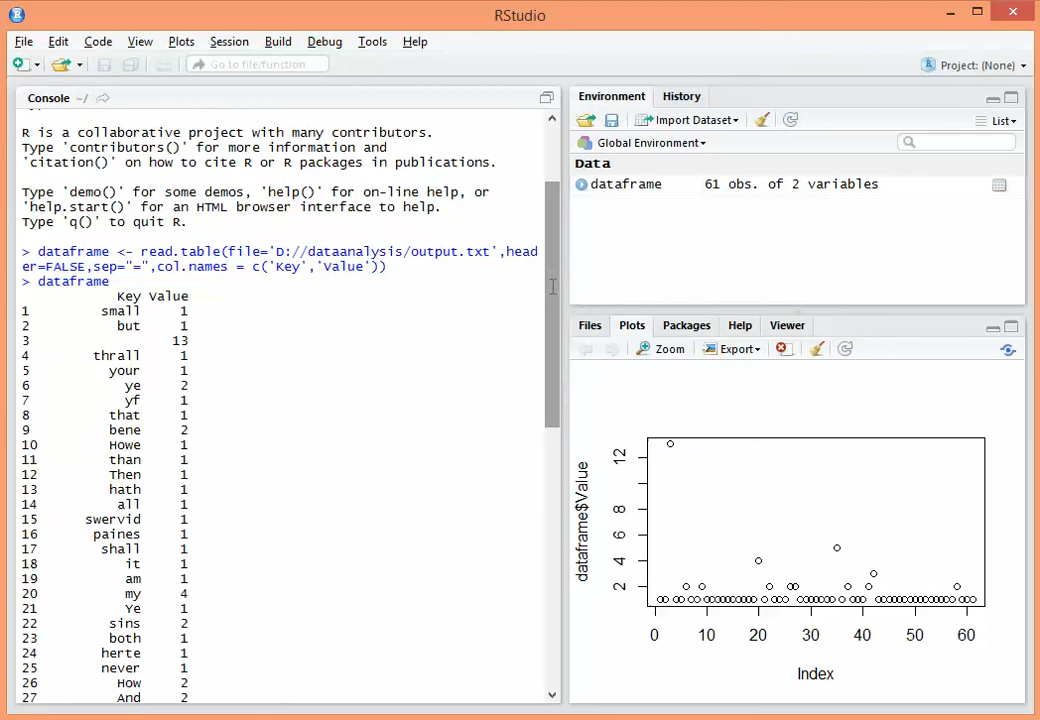 RStudio
File Edit Code View Plots Session Build Debug Tools Help
Go to file/function
Project: (None)
Console ~/
R is a collaborative project with many contributors.
Type 'contributors()' for more information and
'citation()' on how to cite R or R packages in publications.
Type 'demo()' for some demos, 'help()' for on-line help, or
'help.start()' for an HTML browser interface to help.
Type 'q()' to quit R.
> dataframe <- read.table(file='D://dataanalysis/output.txt',heade
er=FALSE,sep="=",col.names = c('Key','Value'))
> dataframe
Key Value
1 small 1
2 but 1
3 13
4 thrall 1
5 your 1
6 ye 2
7 yf 1
8 that 1
9 bene 2
10 Howe 1
11 than 1
12 Then 1
13 hath 1
14 all 1
15 swervid 1
16 paines 1
17 shall 1
18 it 1
19 am 1
20 my 4
21 Ye 1
22 sins 2
23 both 1
24 herte 1
25 never 1
26 How 2
27 And 2
Environment History
Import Dataset
List
Global Environment
Data
dataframe 61 obs. of 2 variables
Files Plots Packages Help Viewer
Zoom Export
dataframe$Value
12
8
6
4
2
0 10 20 30 40 50 60
Index